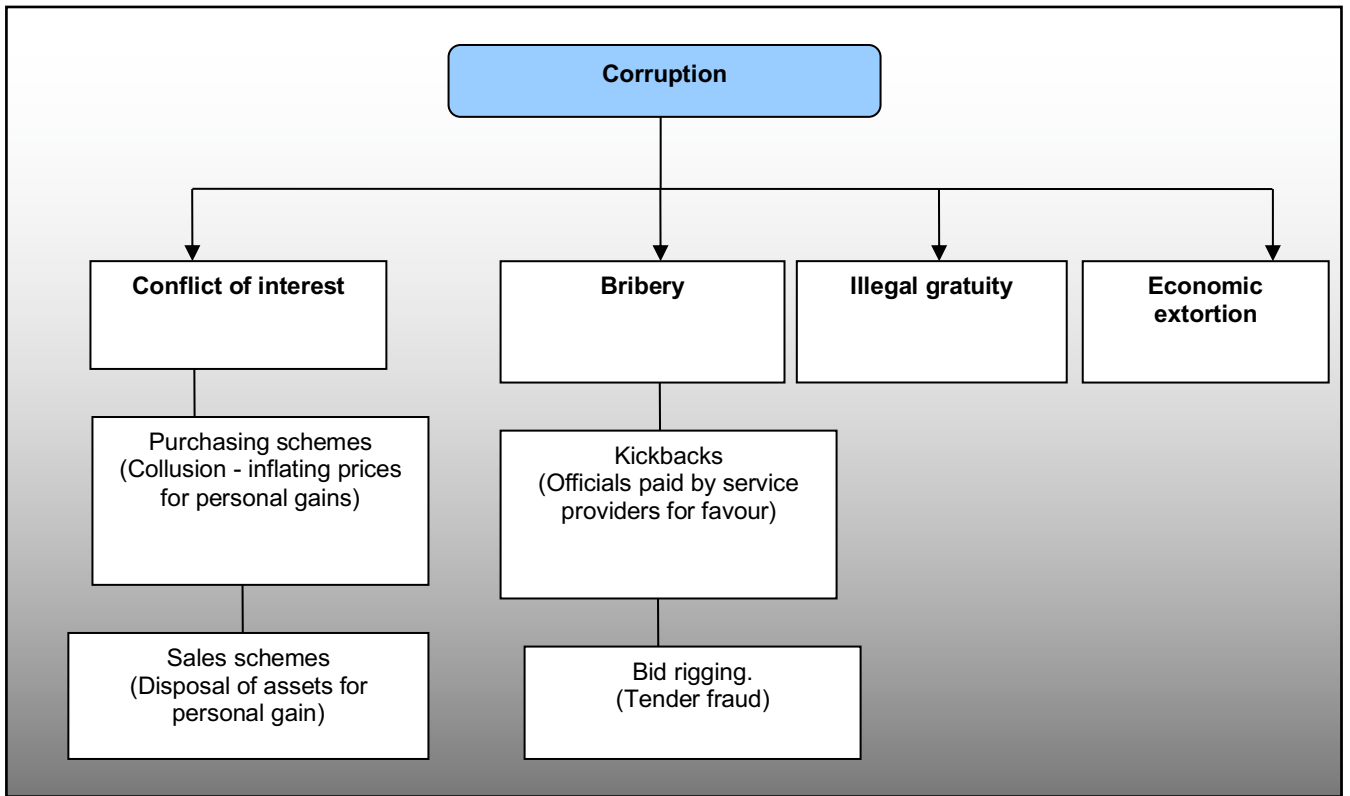 Corruption
Conflict of interest
Bribery
Illegal gratuity
Economic
extortion
Purchasing schemes
(Collusion - inflating prices
for personal gains)
Kickbacks
(Officials paid by service
providers for favour)
Sales schemes
(Disposal of assets for
personal gain)
Bid rigging.
(Tender fraud)